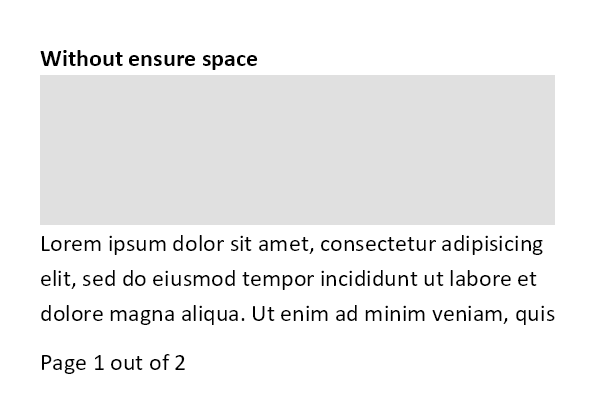 Without ensure space
Lorem ipsum dolor sit amet, consectetur adipisicing
elit, sed do eiusmod tempor incididunt ut labore et
dolore magna aliqua. Ut enim ad minim veniam, quis
Page 1 out of 2